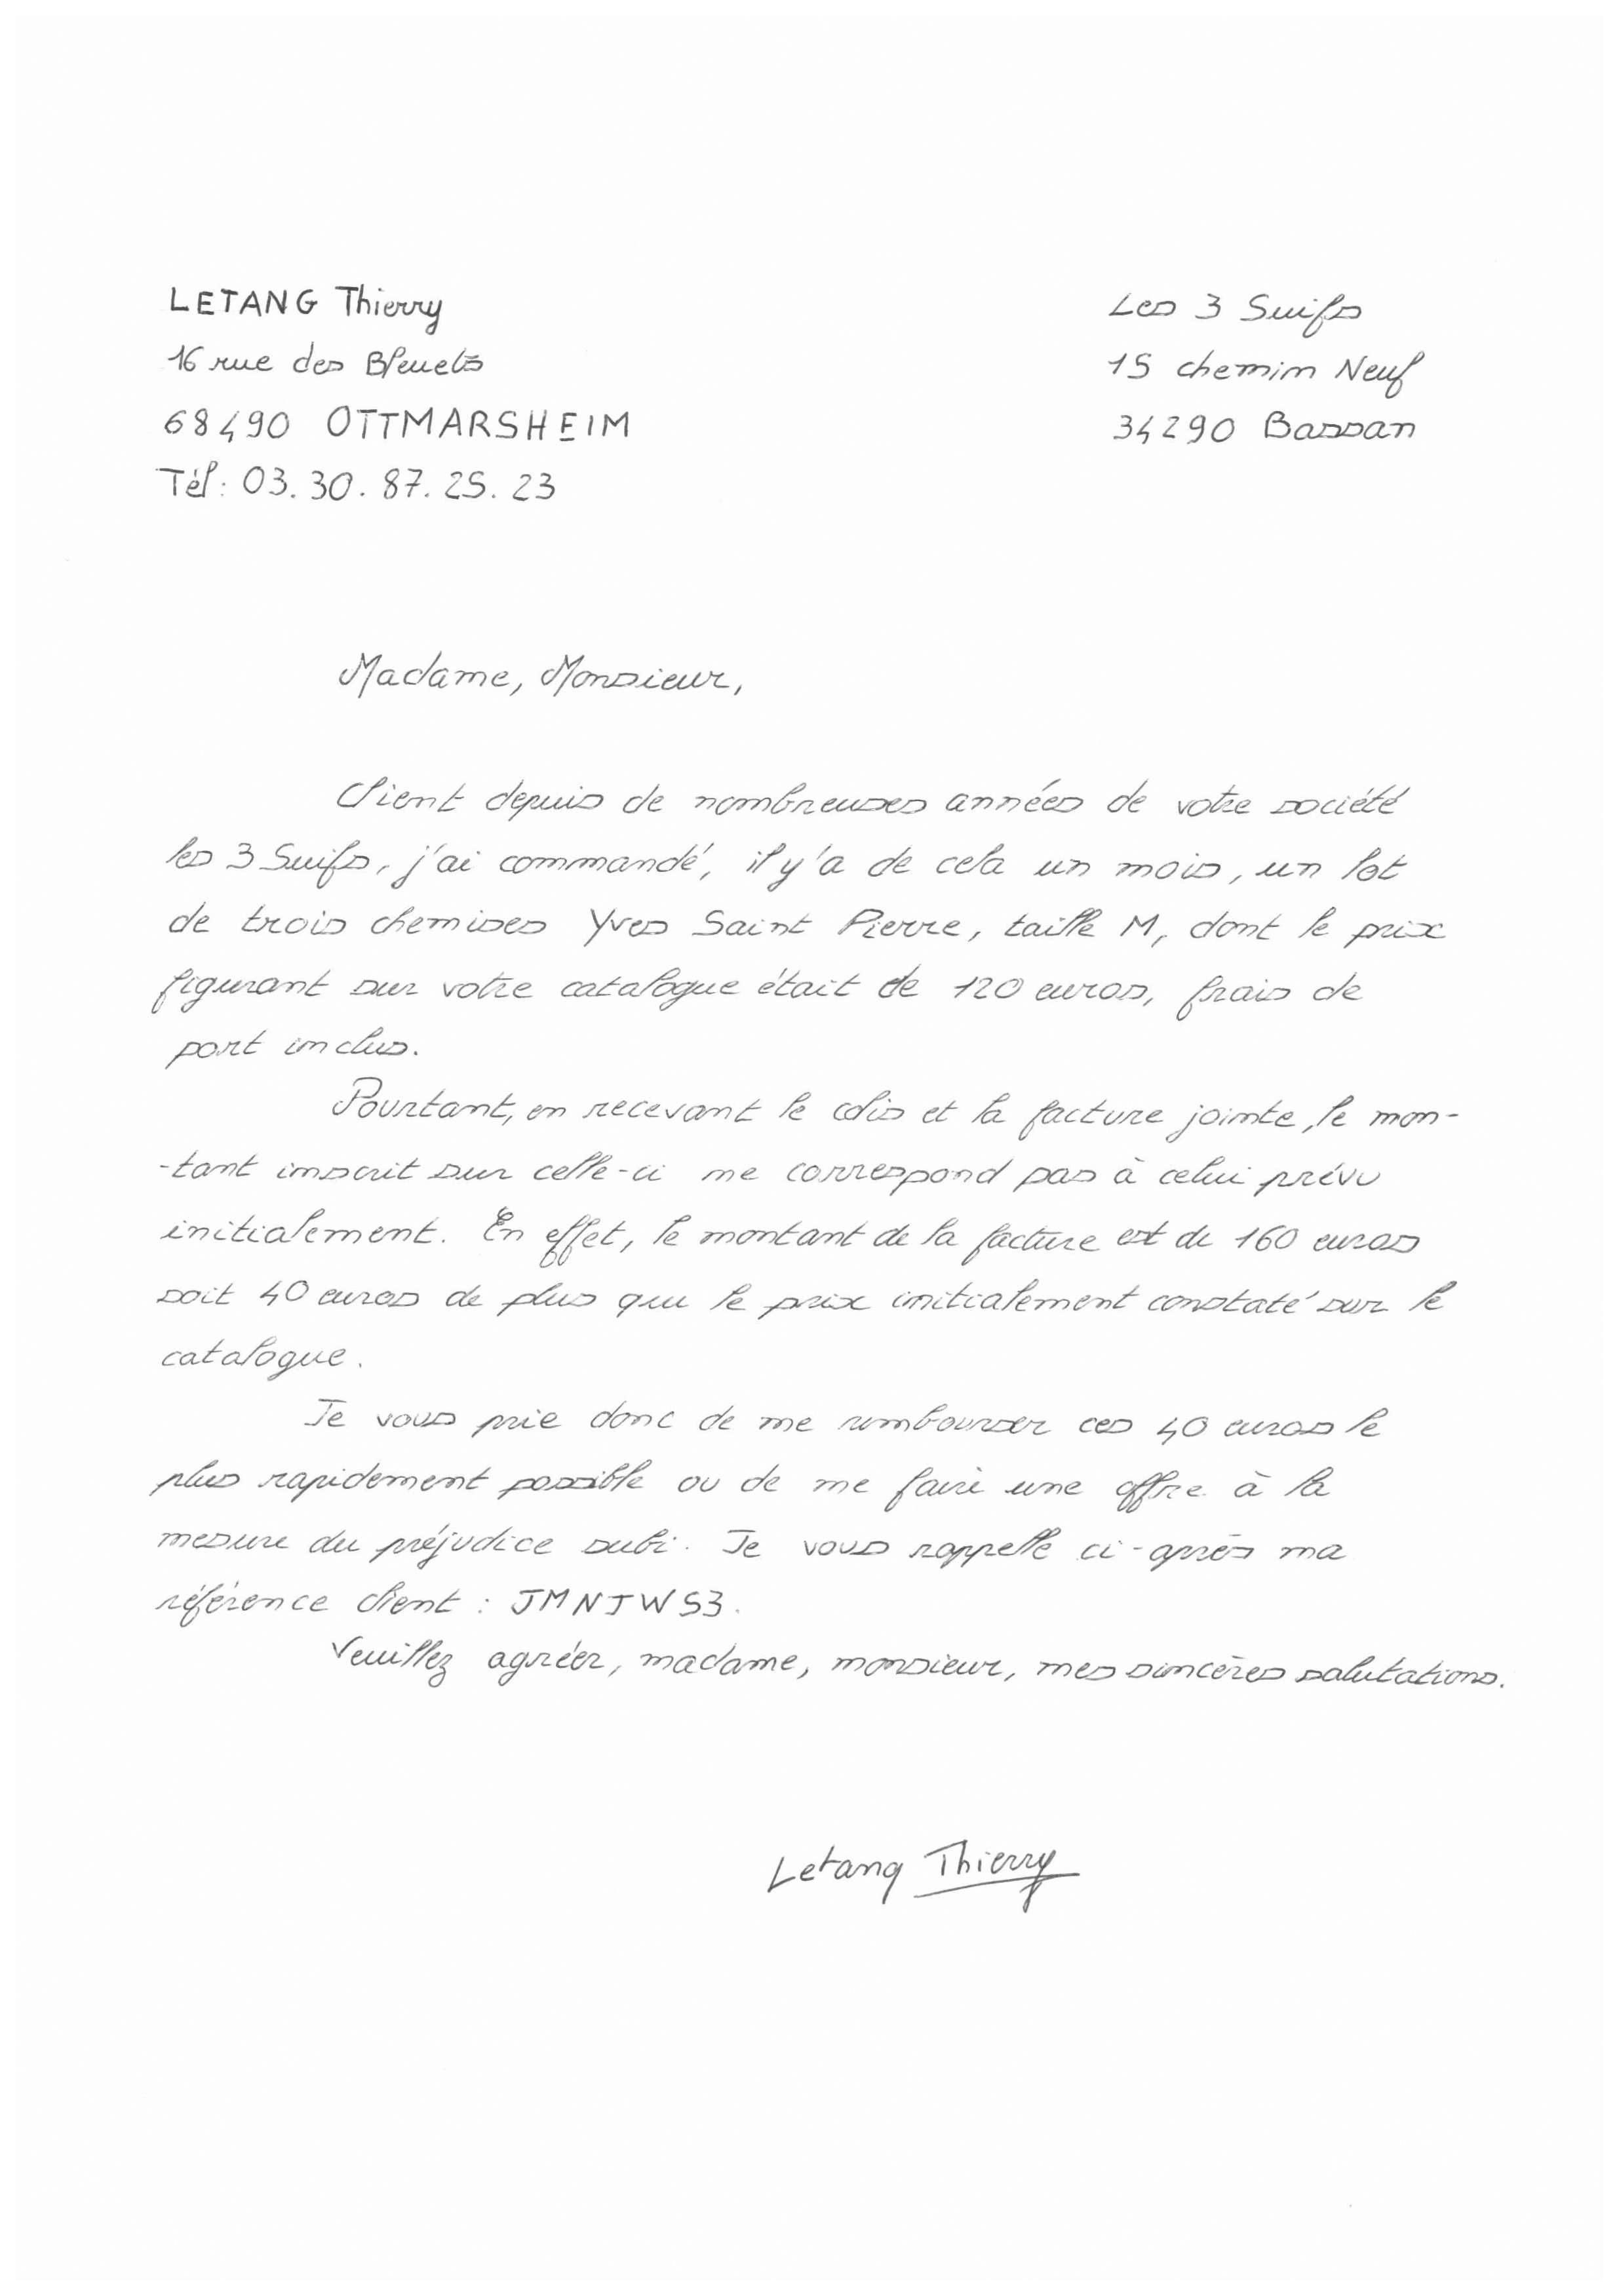 LETANG Thierry
16 rue des Bleuets
68490 OTTMARSHEIM
Tél : 03.30.87.25.23
Les 3 Suifs
15 chemin Neuf
34290 Bassan
Madame, Monsieur,
Client depuis de nombreuses années de votre société
les 3 Suifs, j'ai commandé, il y'a de cela un mois, un lot
de trois chemises Yves Saint Pierre, taille M, dont le prix
figurant sur votre catalogue était de 120 euros, frais de
port inclus.
Pourtant, en recevant le colis et la facture jointe, le mon-
-tant inscrit sur celle-ci ne correspond pas à celui prévu
initialement. En effet, le montant de la facture est de 160 euros
soit 40 euros de plus que le prix initialement constaté sur le
catalogue.
Je vous prie donc de me rembourser ces 40 euros le
plus rapidement possible ou de me faire une offre à la
mesure du préjudice subi. Je vous rappelle ci-après ma
référence client : JMNJWS3.
Veuillez agréer, madame, monsieur, mes sincères salutations.
Letang Thierry